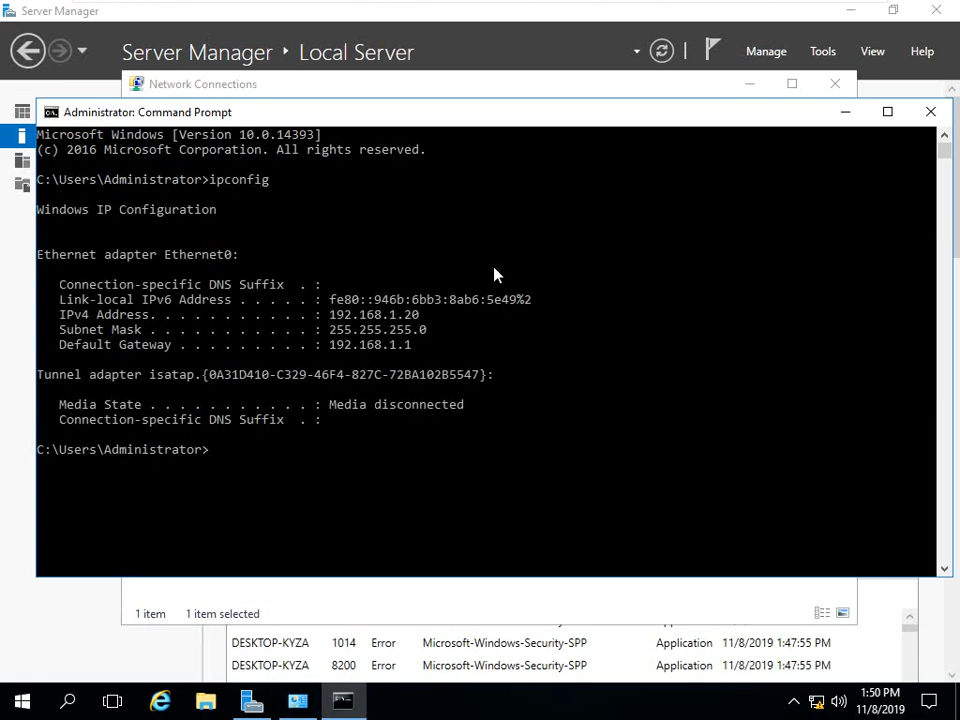 Server Manager
Server Manager ‣ Local Server
Manage Tools View Help
Network Connections
Administrator: Command Prompt
Microsoft Windows [Version 10.0.14393]
(c) 2016 Microsoft Corporation. All rights reserved.
C:\Users\Administrator>ipconfig
Windows IP Configuration
Ethernet adapter Ethernet0:
Connection-specific DNS Suffix . :
Link-local IPv6 Address . . . . . : fe80::946b:6bb3:8ab6:5e49%2
IPv4 Address. . . . . . . . . . . : 192.168.1.20
Subnet Mask . . . . . . . . . . . : 255.255.255.0
Default Gateway . . . . . . . . . : 192.168.1.1
Tunnel adapter isatap.{0A31D410-C329-46F4-827C-72BA102B5547}:
Media State . . . . . . . . . . . : Media disconnected
Connection-specific DNS Suffix . :
C:\Users\Administrator>
1 item 1 item selected
DESKTOP-KYZA 1014 Error Microsoft-Windows-Security-SPP Application 11/8/2019 1:47:55 PM
DESKTOP-KYZA 8200 Error Microsoft-Windows-Security-SPP Application 11/8/2019 1:47:55 PM
1:50 PM
11/8/2019